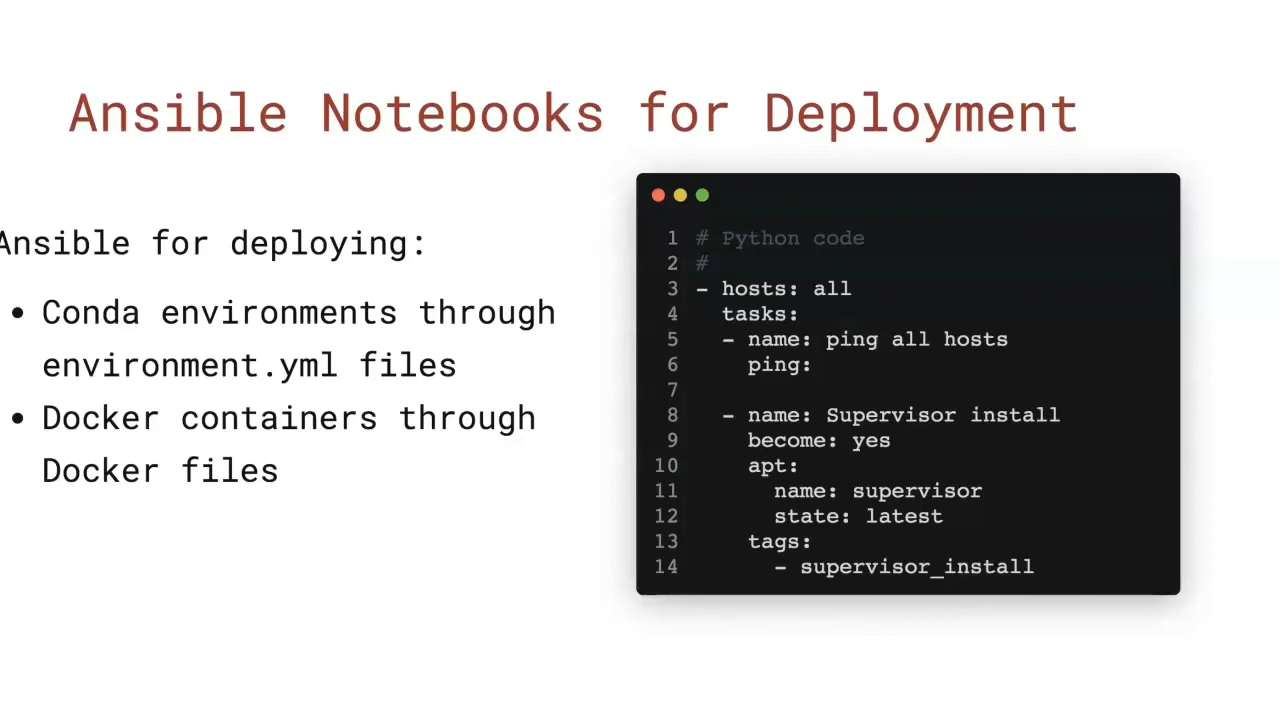 Ansible Notebooks for Deployment
Ansible for deploying:
• Conda environments through
environment.yml files
• Docker containers through
Docker files
1 # Python code
2 #
3 - hosts: all
4   tasks:
5   - name: ping all hosts
6     ping:
7
8   - name: Supervisor install
9     become: yes
10     apt:
11       name: supervisor
12       state: latest
13     tags:
14       - supervisor_install